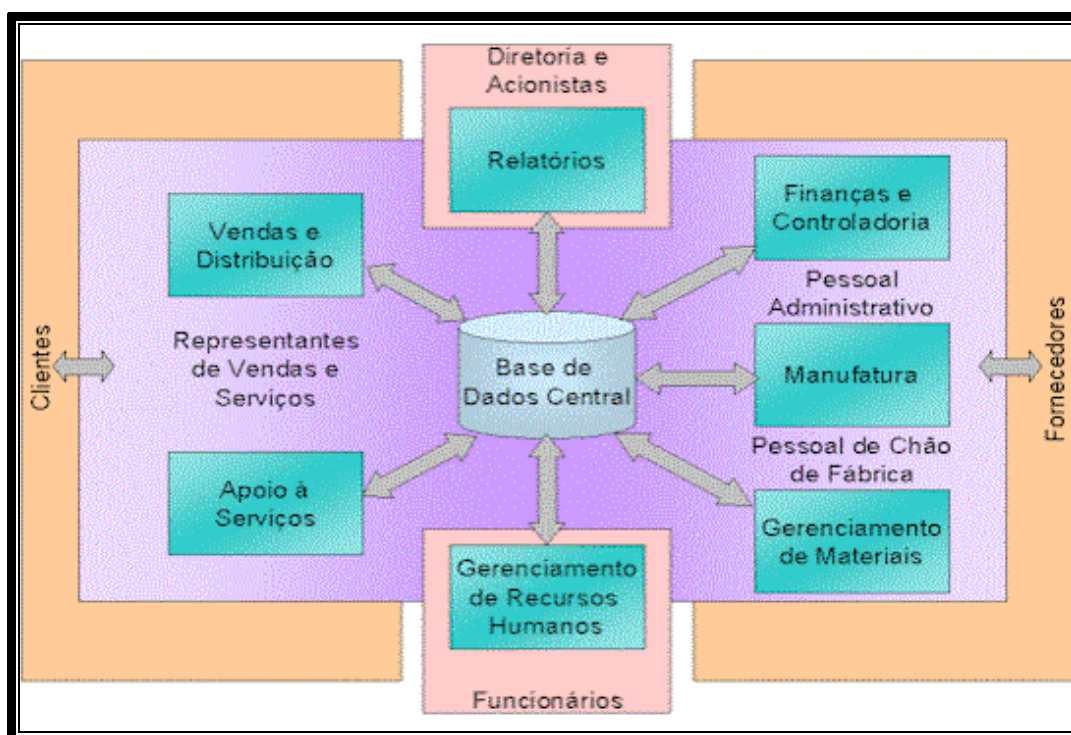 Diretoria e
Acionistas
Relatórios
Vendas e
Distribuição
Finanças e
Controladoria
Pessoal
Administrativo
Representantes
de Vendas e
Serviços
Clientes
Base de
Dados Central
Manufatura
Fornecedores
Pessoal de Chão
de Fábrica
Apoio à
Serviços
Gerenciamento
de Recursos
Humanos
Gerenciamento
de Materiais
Funcionários